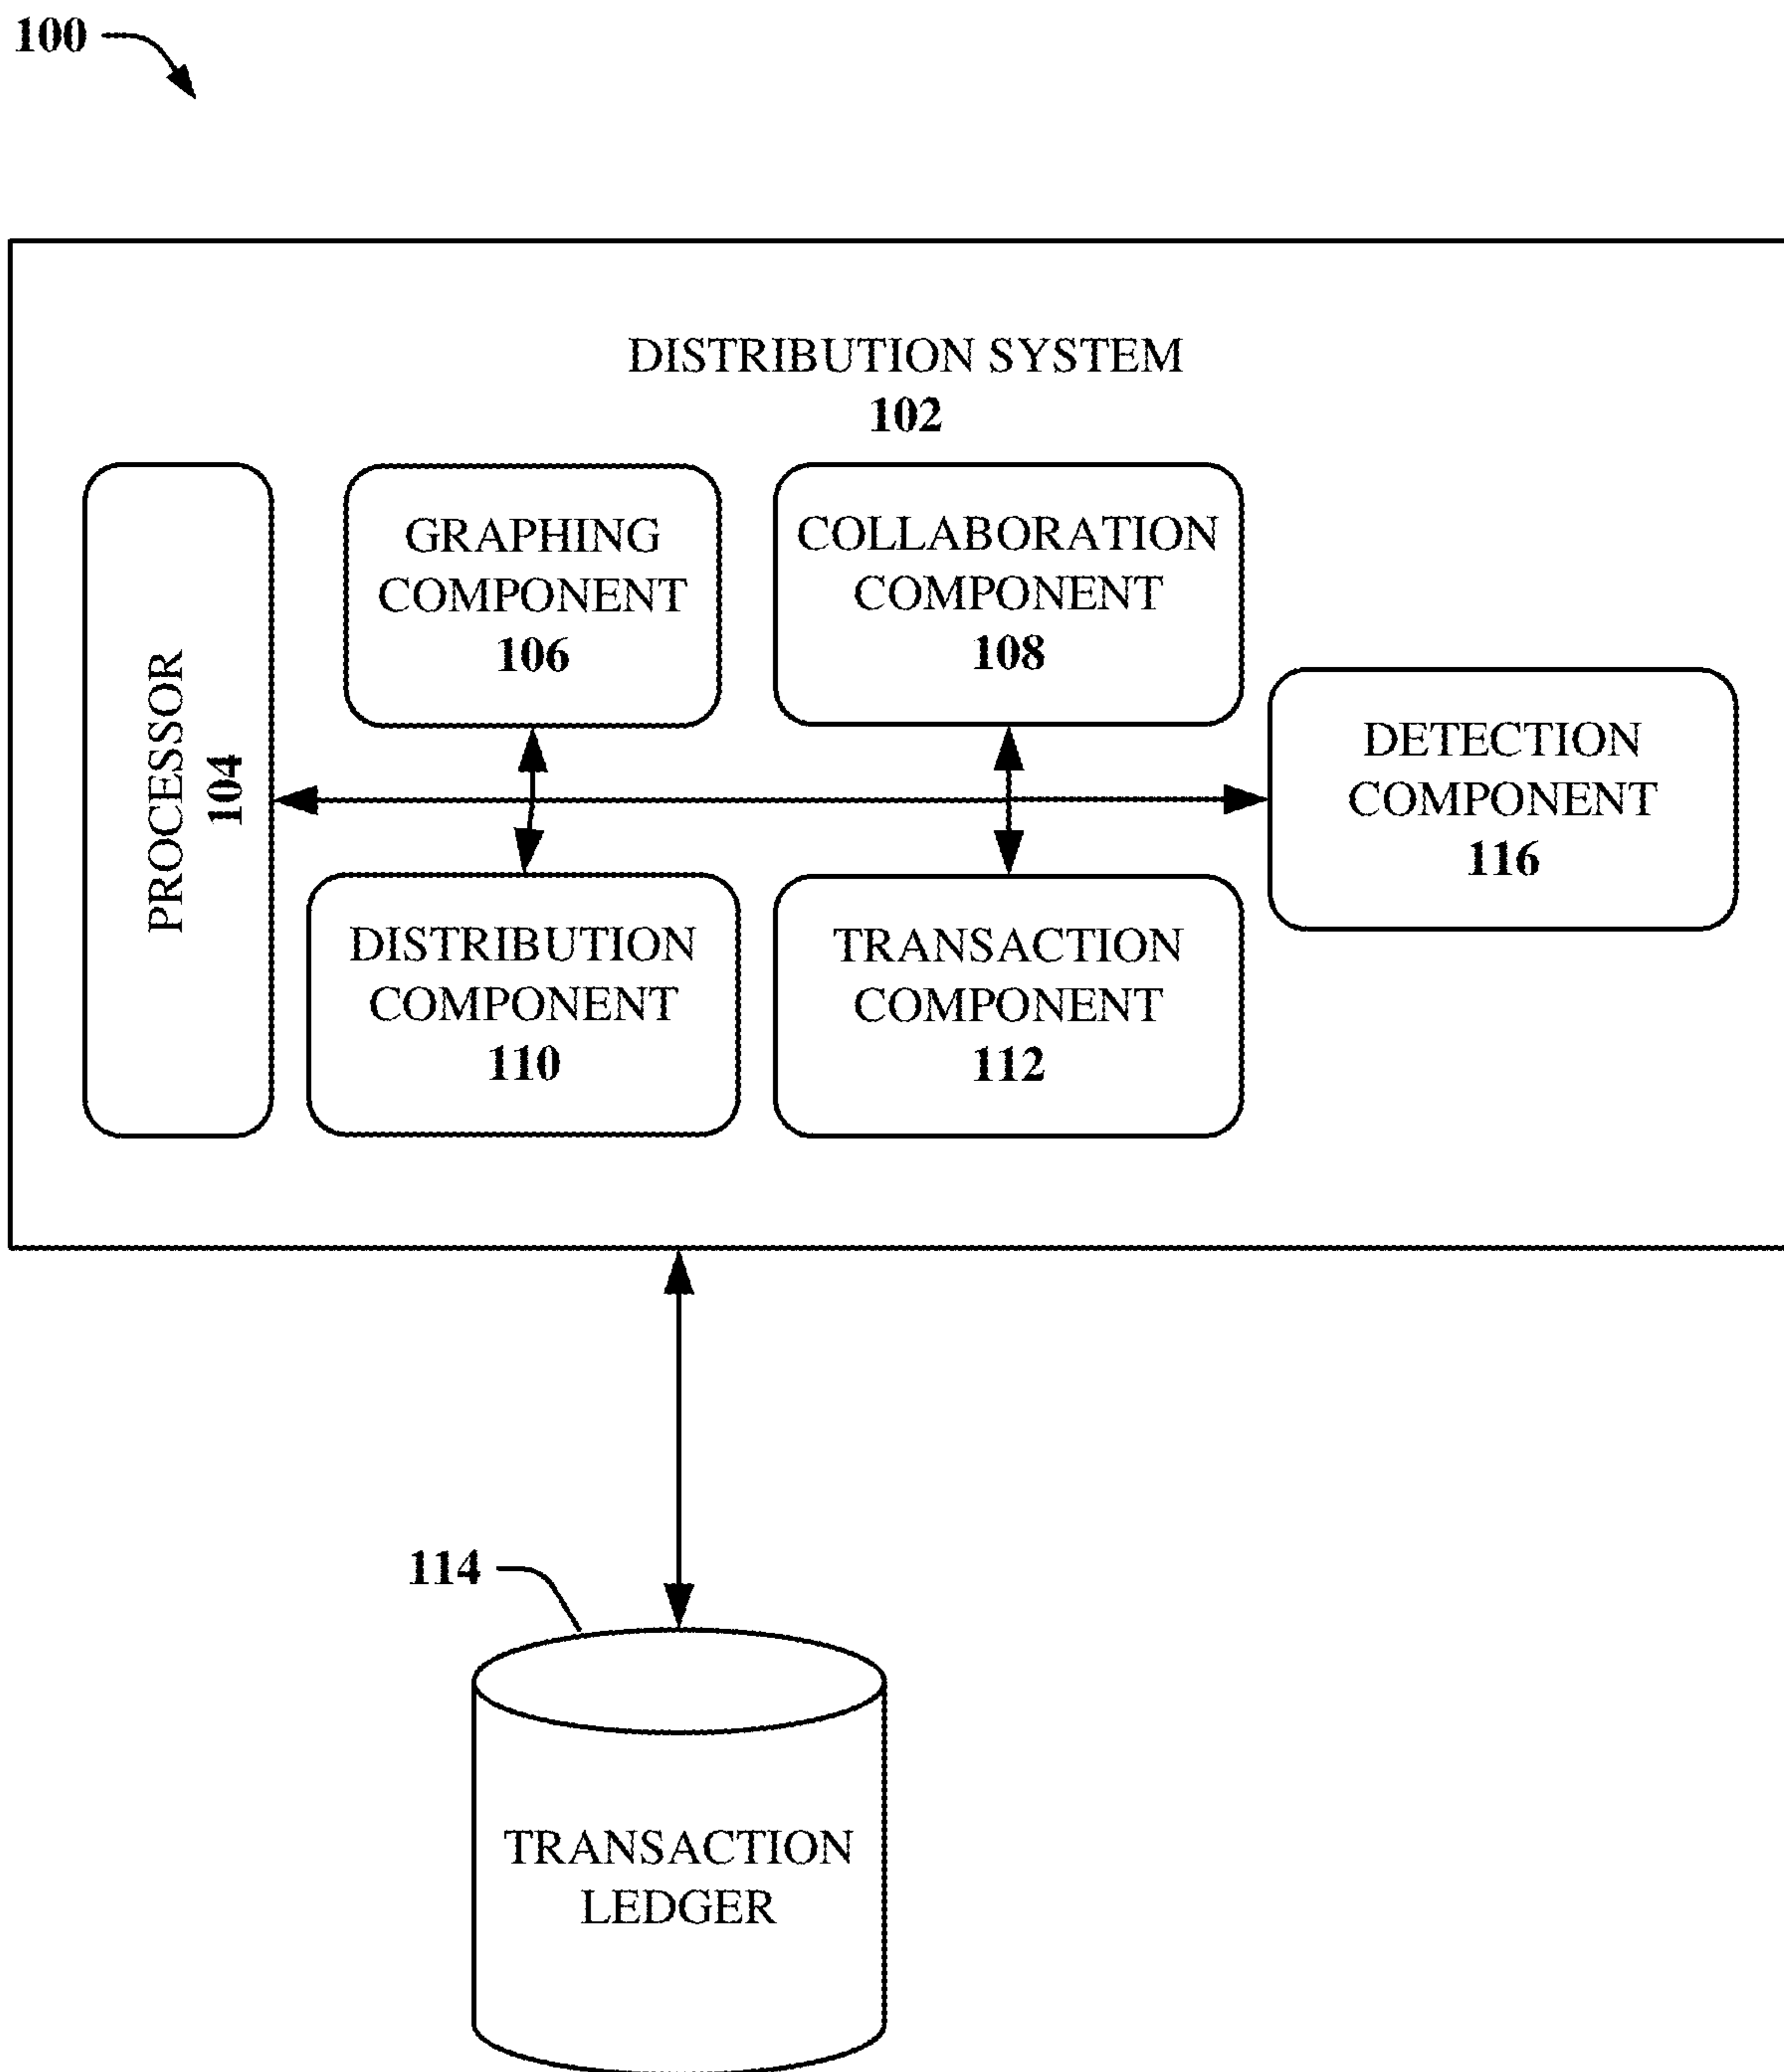 100
DISTRIBUTION SYSTEM
102
PROCESSOR
104
GRAPHING
COMPONENT
106
COLLABORATION
COMPONENT
108
DETECTION
COMPONENT
116
DISTRIBUTION
COMPONENT
110
TRANSACTION
COMPONENT
112
114
TRANSACTION
LEDGER